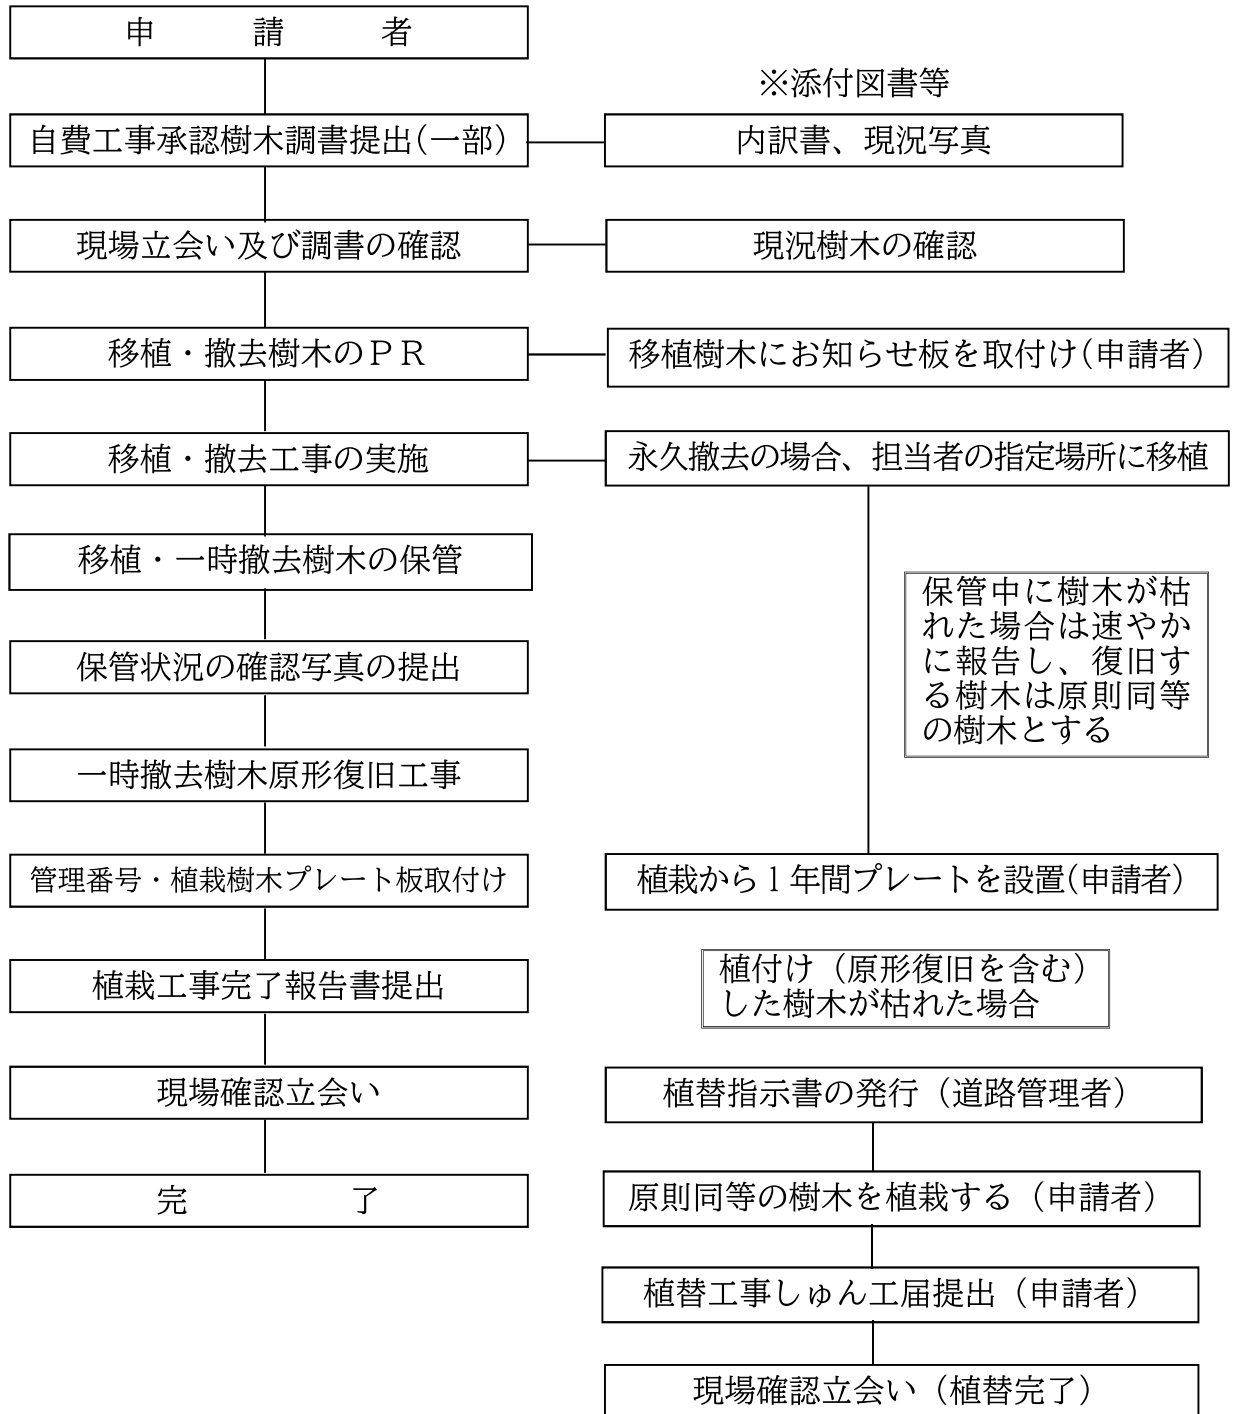 申請者
※添付図書等
自費工事承認樹木調書提出(一部)
内訳書、現況写真
現場立会い及び調書の確認
現況樹木の確認
移植・撤去樹木のＰＲ
移植樹木にお知らせ板を取付け(申請者)
移植・撤去工事の実施
永久撤去の場合、担当者の指定場所に移植
移植・一時撤去樹木の保管
保管中に樹木が枯
れた場合は速やか
に報告し、復旧す
る樹木は原則同等
の樹木とする
保管状況の確認写真の提出
一時撤去樹木原形復旧工事
管理番号・植栽樹木プレート板取付け
植栽から１年間プレートを設置(申請者)
植栽工事完了報告書提出
植付け（原形復旧を含む）
した樹木が枯れた場合
現場確認立会い
植替指示書の発行（道路管理者）
完了
原則同等の樹木を植栽する（申請者）
植替工事しゅん工届提出（申請者）
現場確認立会い（植替完了）